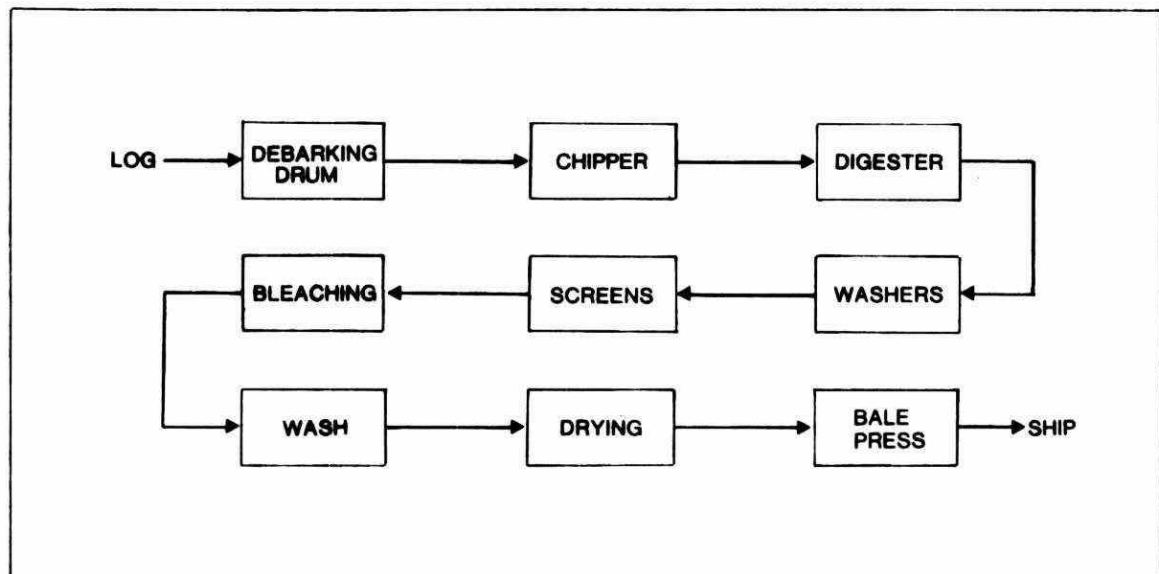 LOG
DEBARKING
DRUM
CHIPPER
DIGESTER
WASHERS
SCREENS
BLEACHING
WASH
DRYING
BALE
PRESS
SHIP